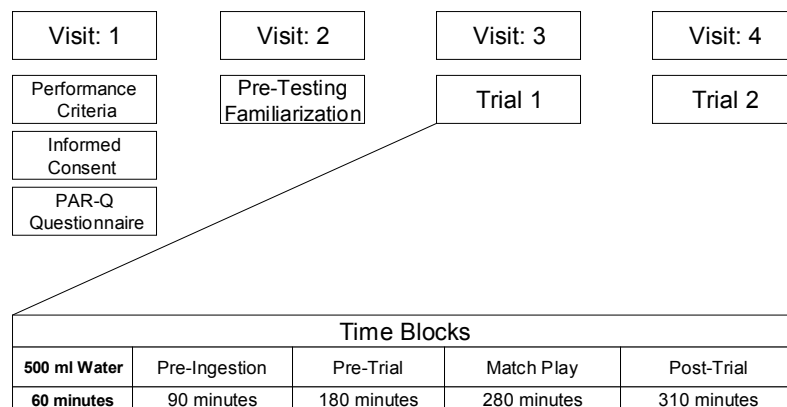 Visit: 1
Visit: 2
Visit: 3
Visit: 4
Performance
Criteria
Pre-Testing
Familiarization
Trial 1
Trial 2
Informed
Consent
PAR-Q
Questionnaire
Time Blocks
500 ml Water
Pre-Ingestion
Pre-Trial
Match Play
Post-Trial
60 minutes
90 minutes
180 minutes
280 minutes
310 minutes